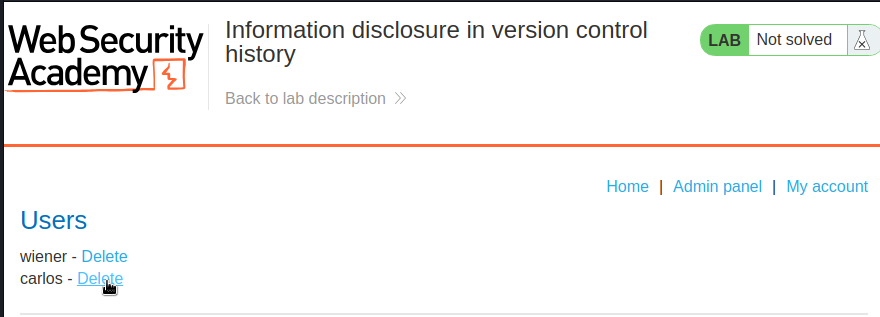 Web Security
Academy
Information disclosure in version control
history
Back to lab description
LAB Not solved
Home | Admin panel | My account
Users
wiener - Delete
carlos - Delete